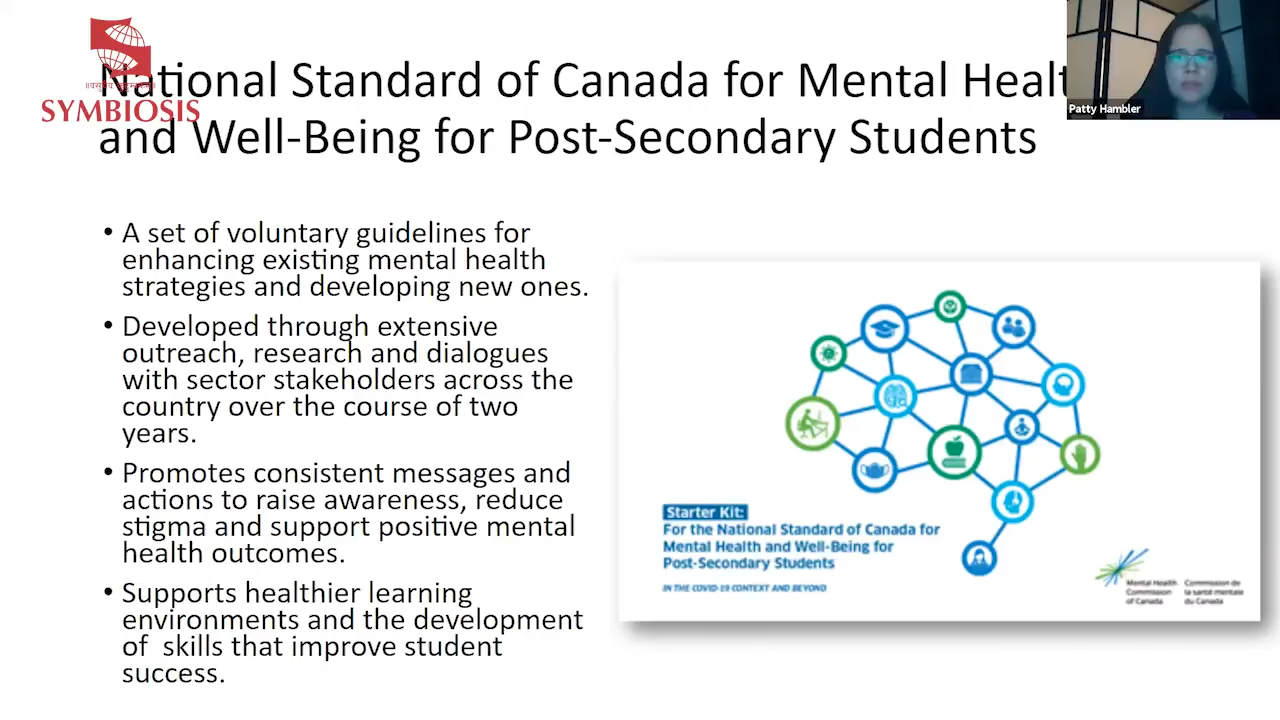 National Standard of Canada for Mental Healt
and Well-Being for Post-Secondary Students
SYMBIOSIS
Patty Hambler
• A set of voluntary guidelines for
enhancing existing mental health
strategies and developing new ones.
• Developed through extensive
outreach, research and dialogues
with sector stakeholders across the
country over the course of two
years.
• Promotes consistent messages and
actions to raise awareness, reduce
stigma and support positive mental
health outcomes.
• Supports healthier learning
environments and the development
of  skills that improve student
success.
Starter Kit:
For the National Standard of Canada for
Mental Health and Well-Being for
Post-Secondary Students
IN THE COVID-19 CONTEXT AND BEYOND
Mental Health
Commission
of Canada
Commission de
la santé mentale
du Canada